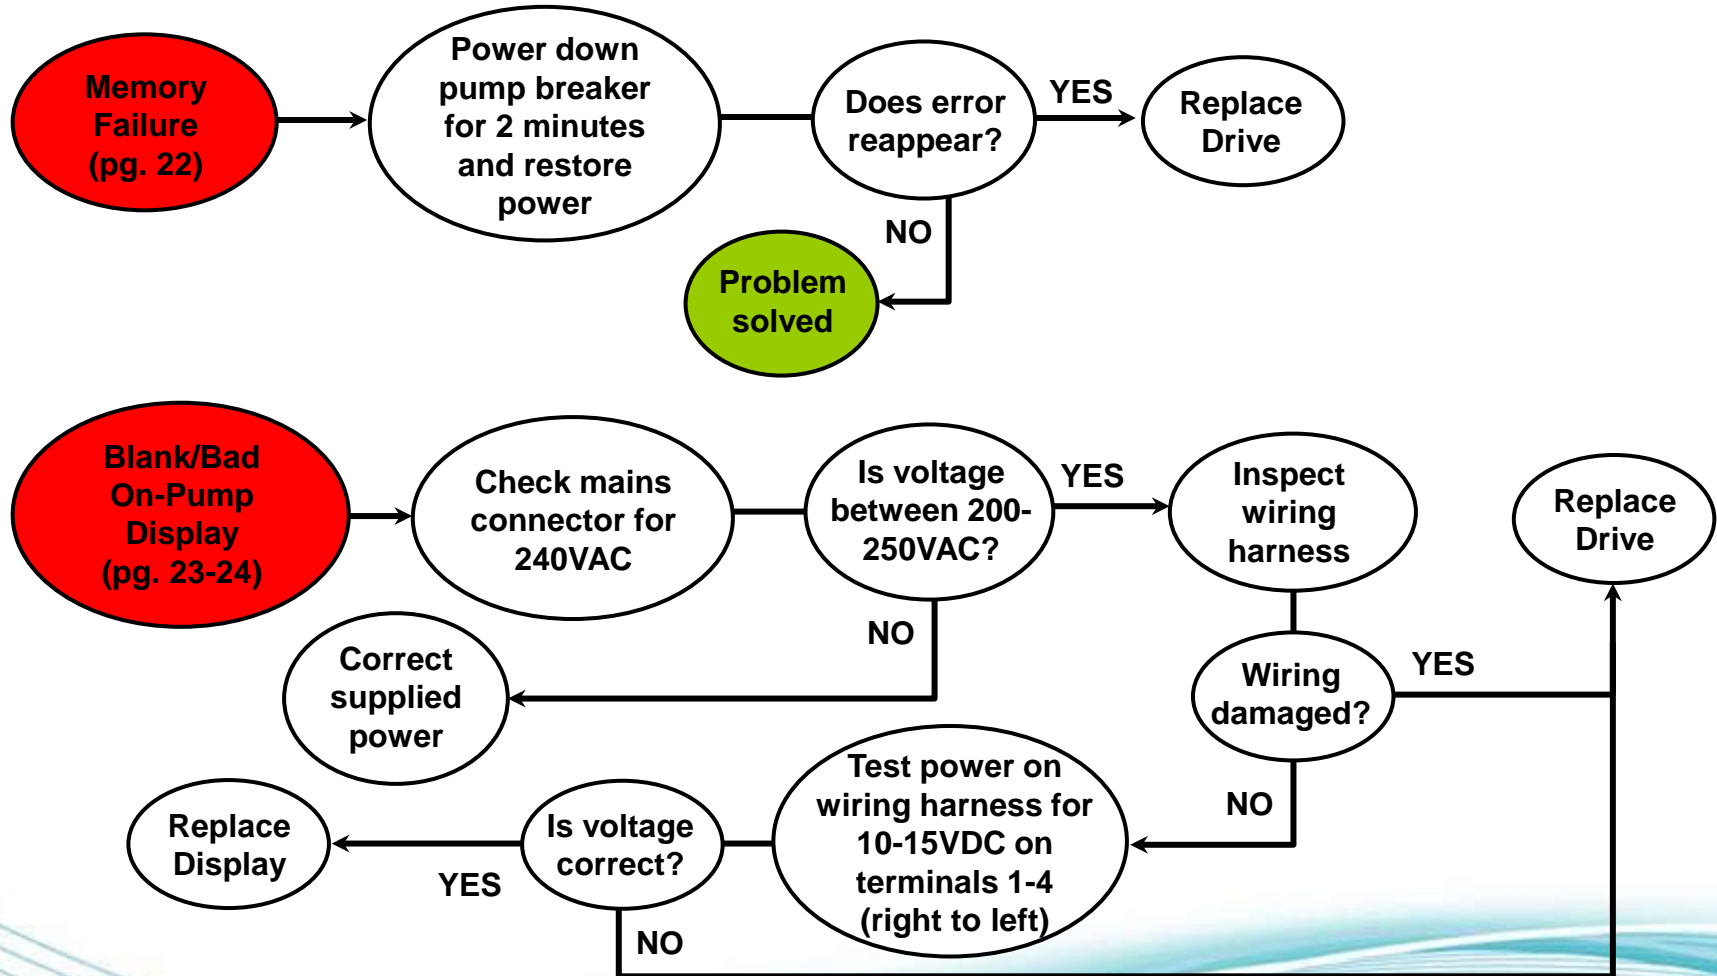 Memory
Failure
(pg. 22)
Power down
pump breaker
for 2 minutes
and restore
power
Does error
reappear?
YES
Replace
Drive
NO
Problem
solved
Blank/Bad
On-Pump
Display
(pg. 23-24)
Check mains
connector for
240VAC
Is voltage
between 200-
250VAC?
YES
Inspect
wiring
harness
Replace
Drive
NO
Correct
supplied
power
Wiring
damaged?
YES
NO
Test power on
wiring harness for
10-15VDC on
terminals 1-4
(right to left)
Is voltage
correct?
YES
Replace
Display
NO